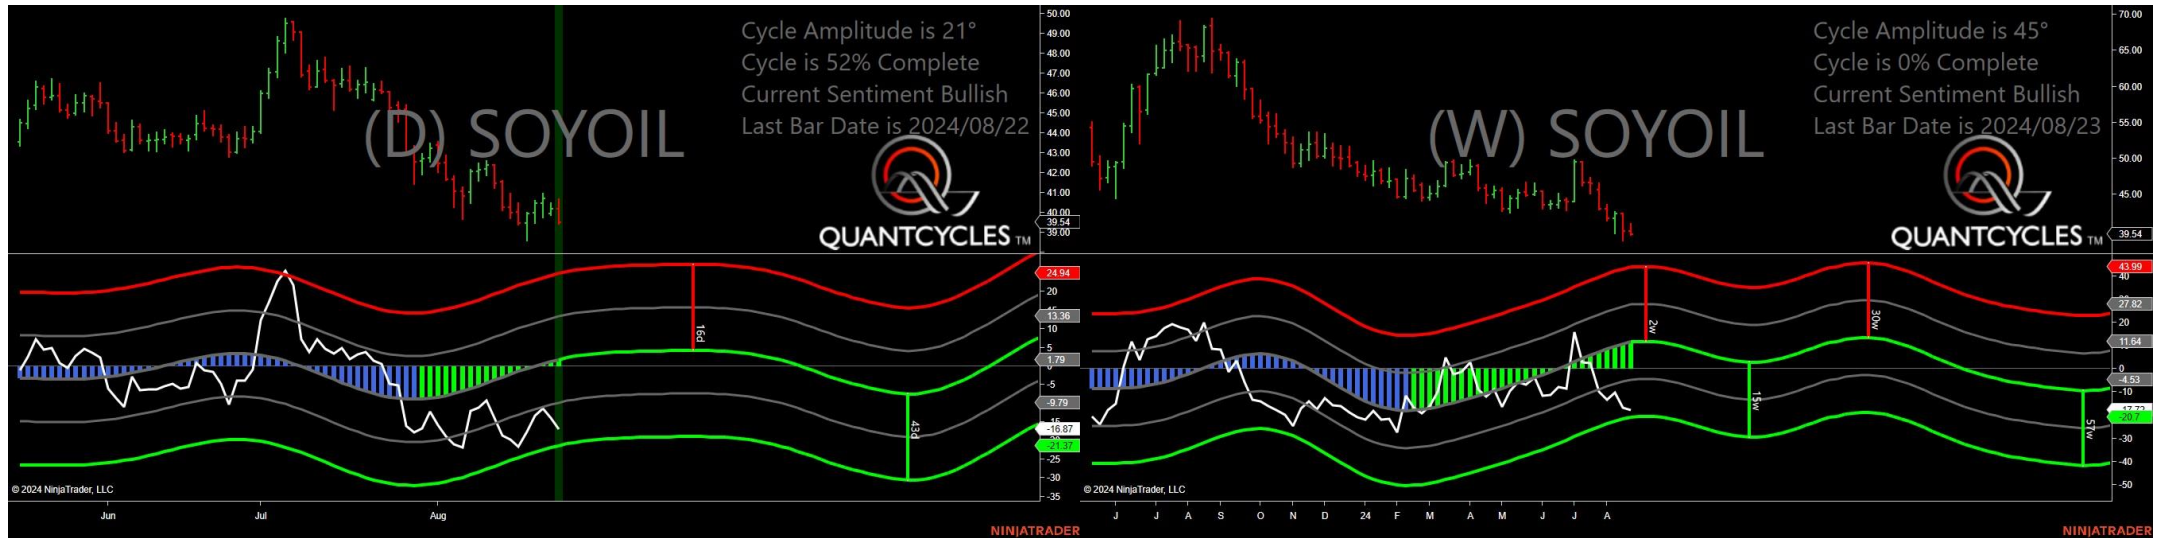 Cycle Amplitude is 21°
Cycle is 52% Complete
Current Sentiment Bullish
Last Bar Date is 2024/08/22
(D) SOYOIL
QUANTCYCLES TM
50.00
49.00
48.00
47.00
46.00
45.00
44.00
43.00
42.00
41.00
40.00
39.54
39.00
24.94
20
15
13.36
10
5
1.79
0
-5
-9.79
-16.87
-21.37
-25
-30
-35
16d
43d
© 2024 NinjaTrader, LLC
Jun
Jul
Aug
NINJATRADER
Cycle Amplitude is 45°
Cycle is 0% Complete
Current Sentiment Bullish
Last Bar Date is 2024/08/23
(W) SOYOIL
QUANTCYCLES TM
70.00
65.00
60.00
55.00
50.00
45.00
39.54
43.99
40
27.82
20
11.64
0
-4.53
-10
-17.72
-20.7
-30
-40
-50
2w
15w
30w
57w
© 2024 NinjaTrader, LLC
J J A S O N D 24 F M A M J J A
NINJATRADER